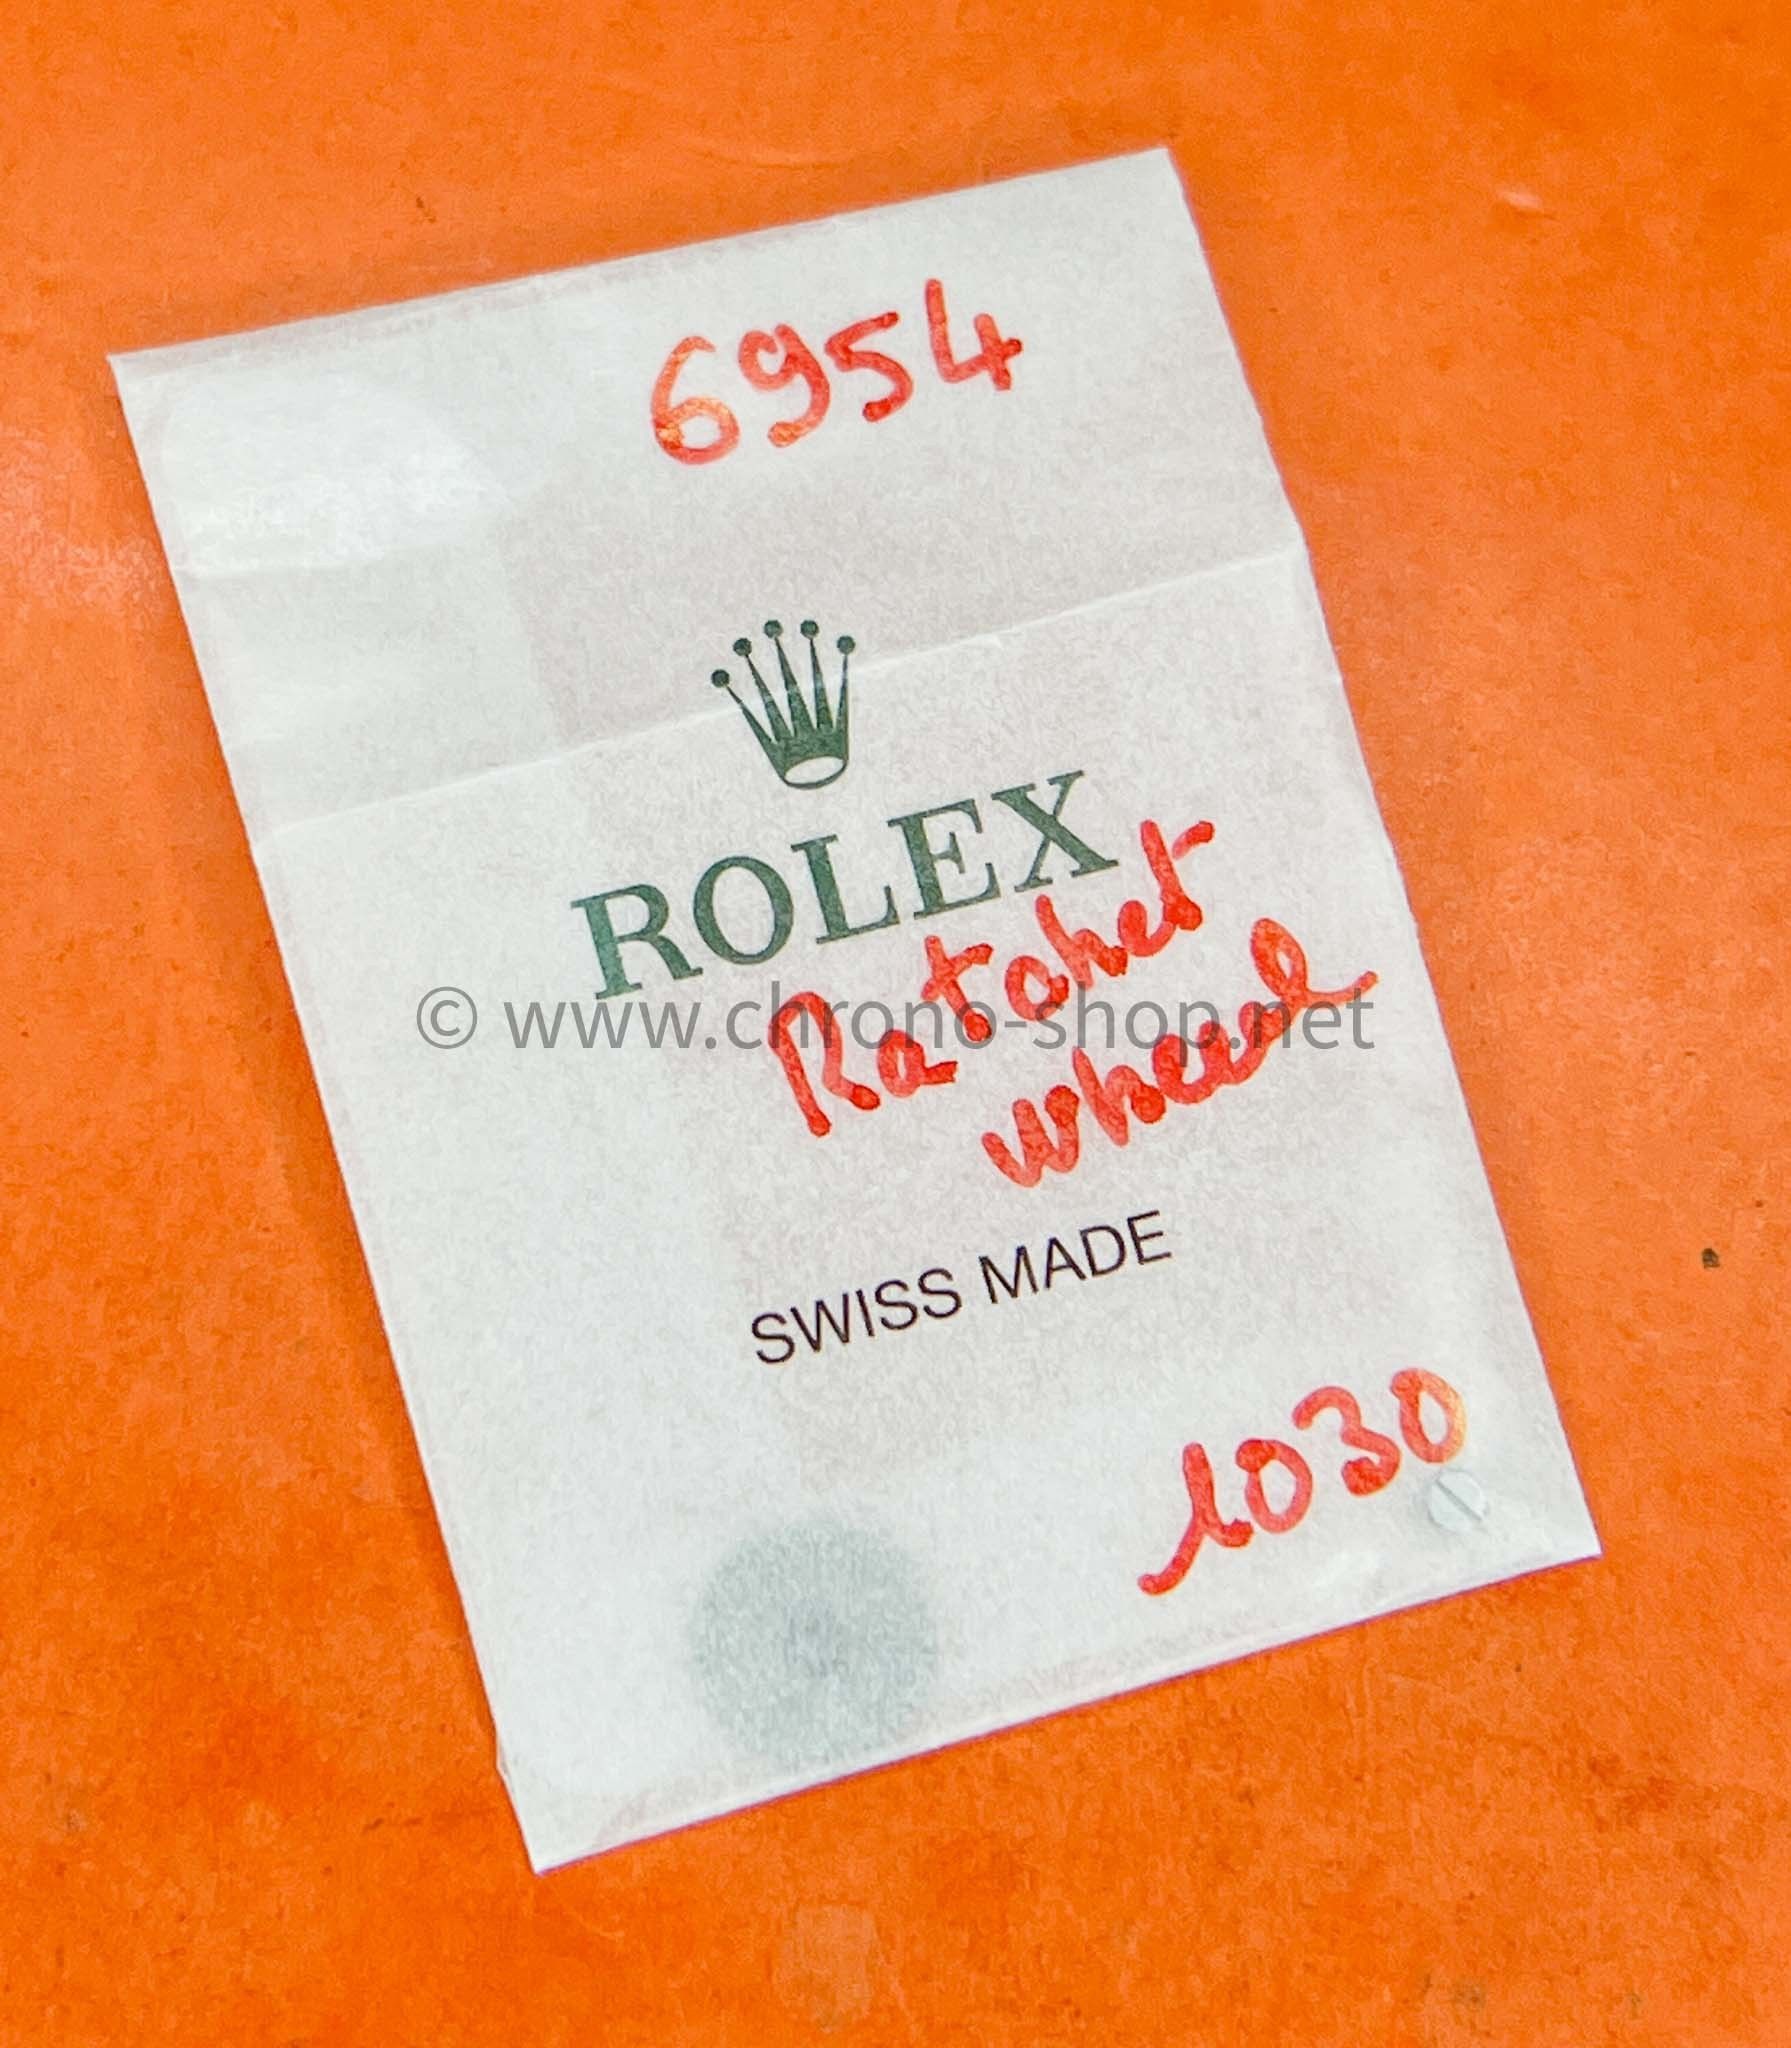 6954
ROLEX
Ratchet
wheel
© www.chrono-shop.net
SWISS MADE
1030